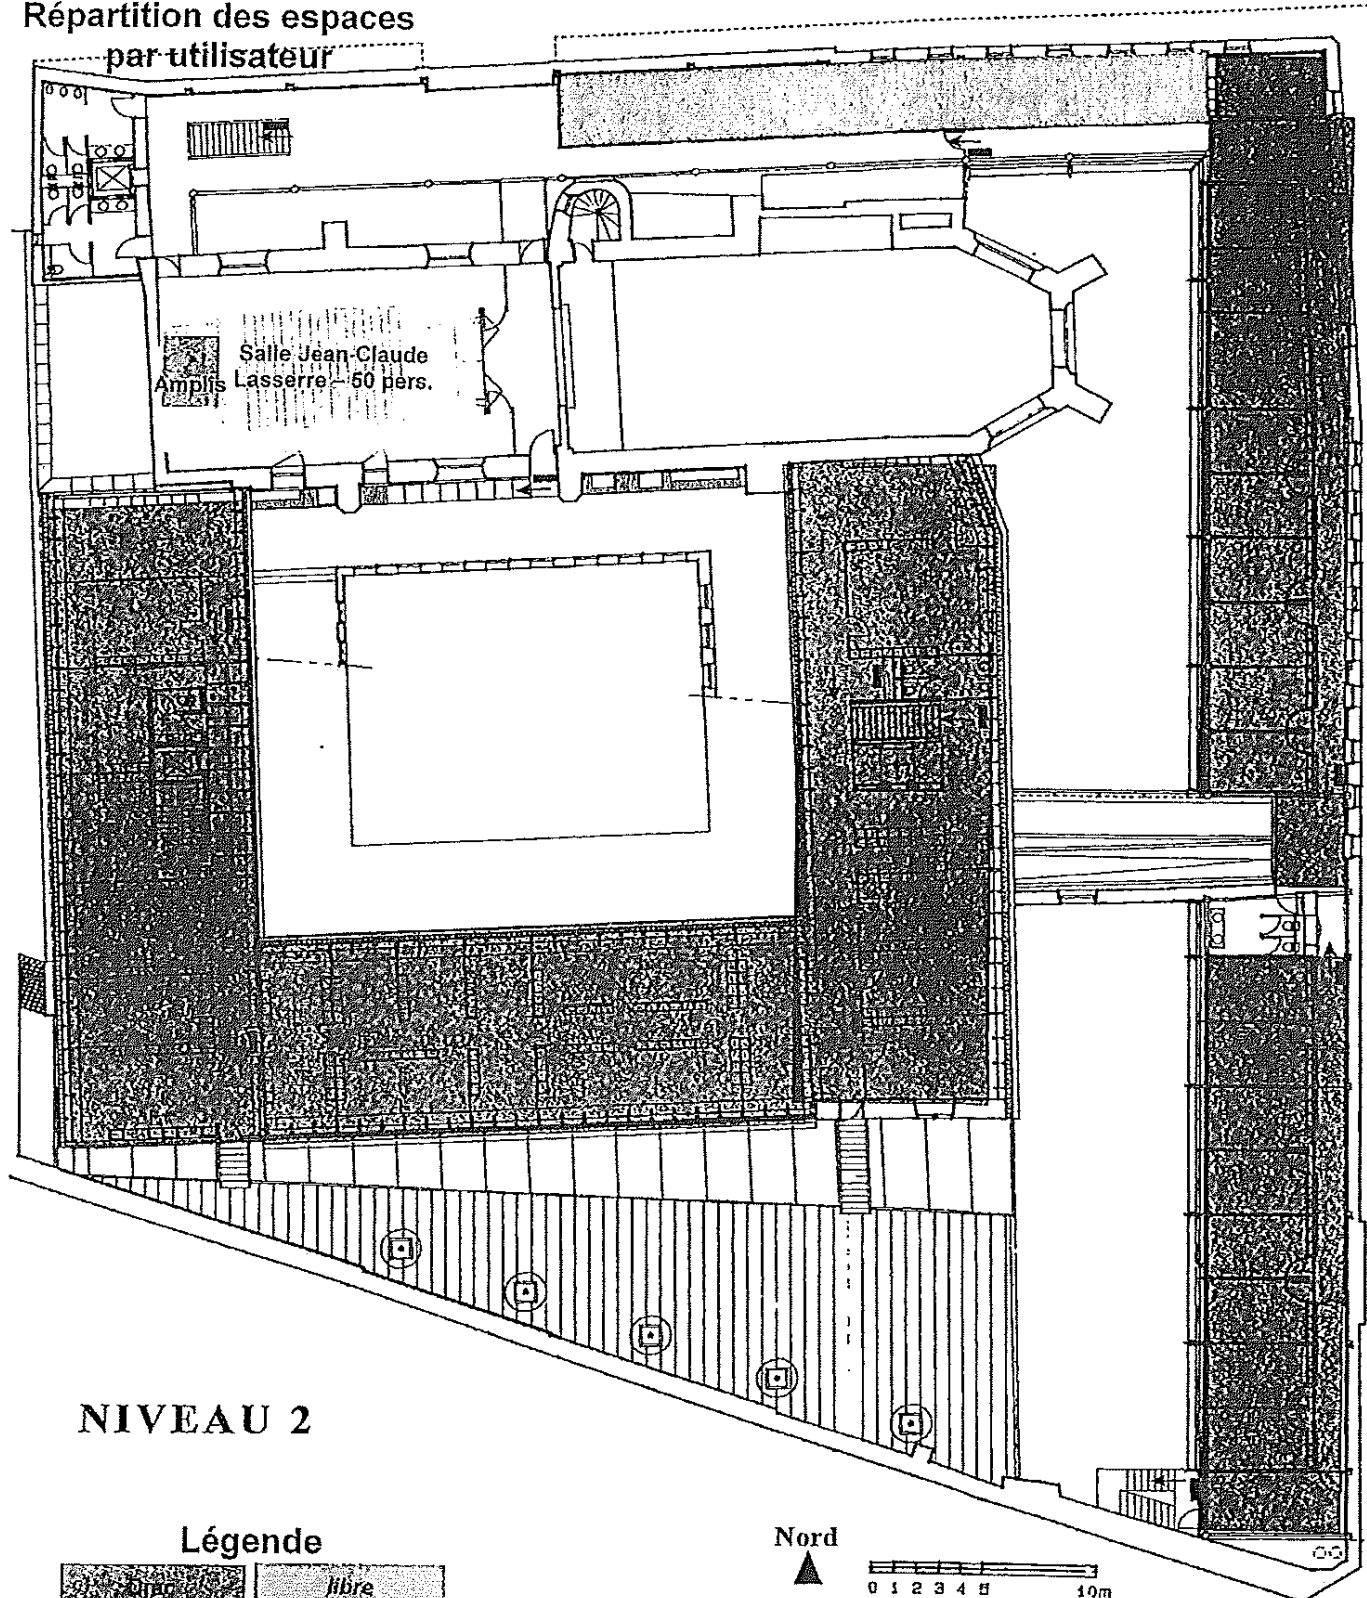 Répartition des espaces
par utilisateur
Salle Jean-Claude
Amplis Lasserre – 50 pers.
NIVEAU 2
Légende
Drac
libre
Nord
0 1 2 3 4 5 10m